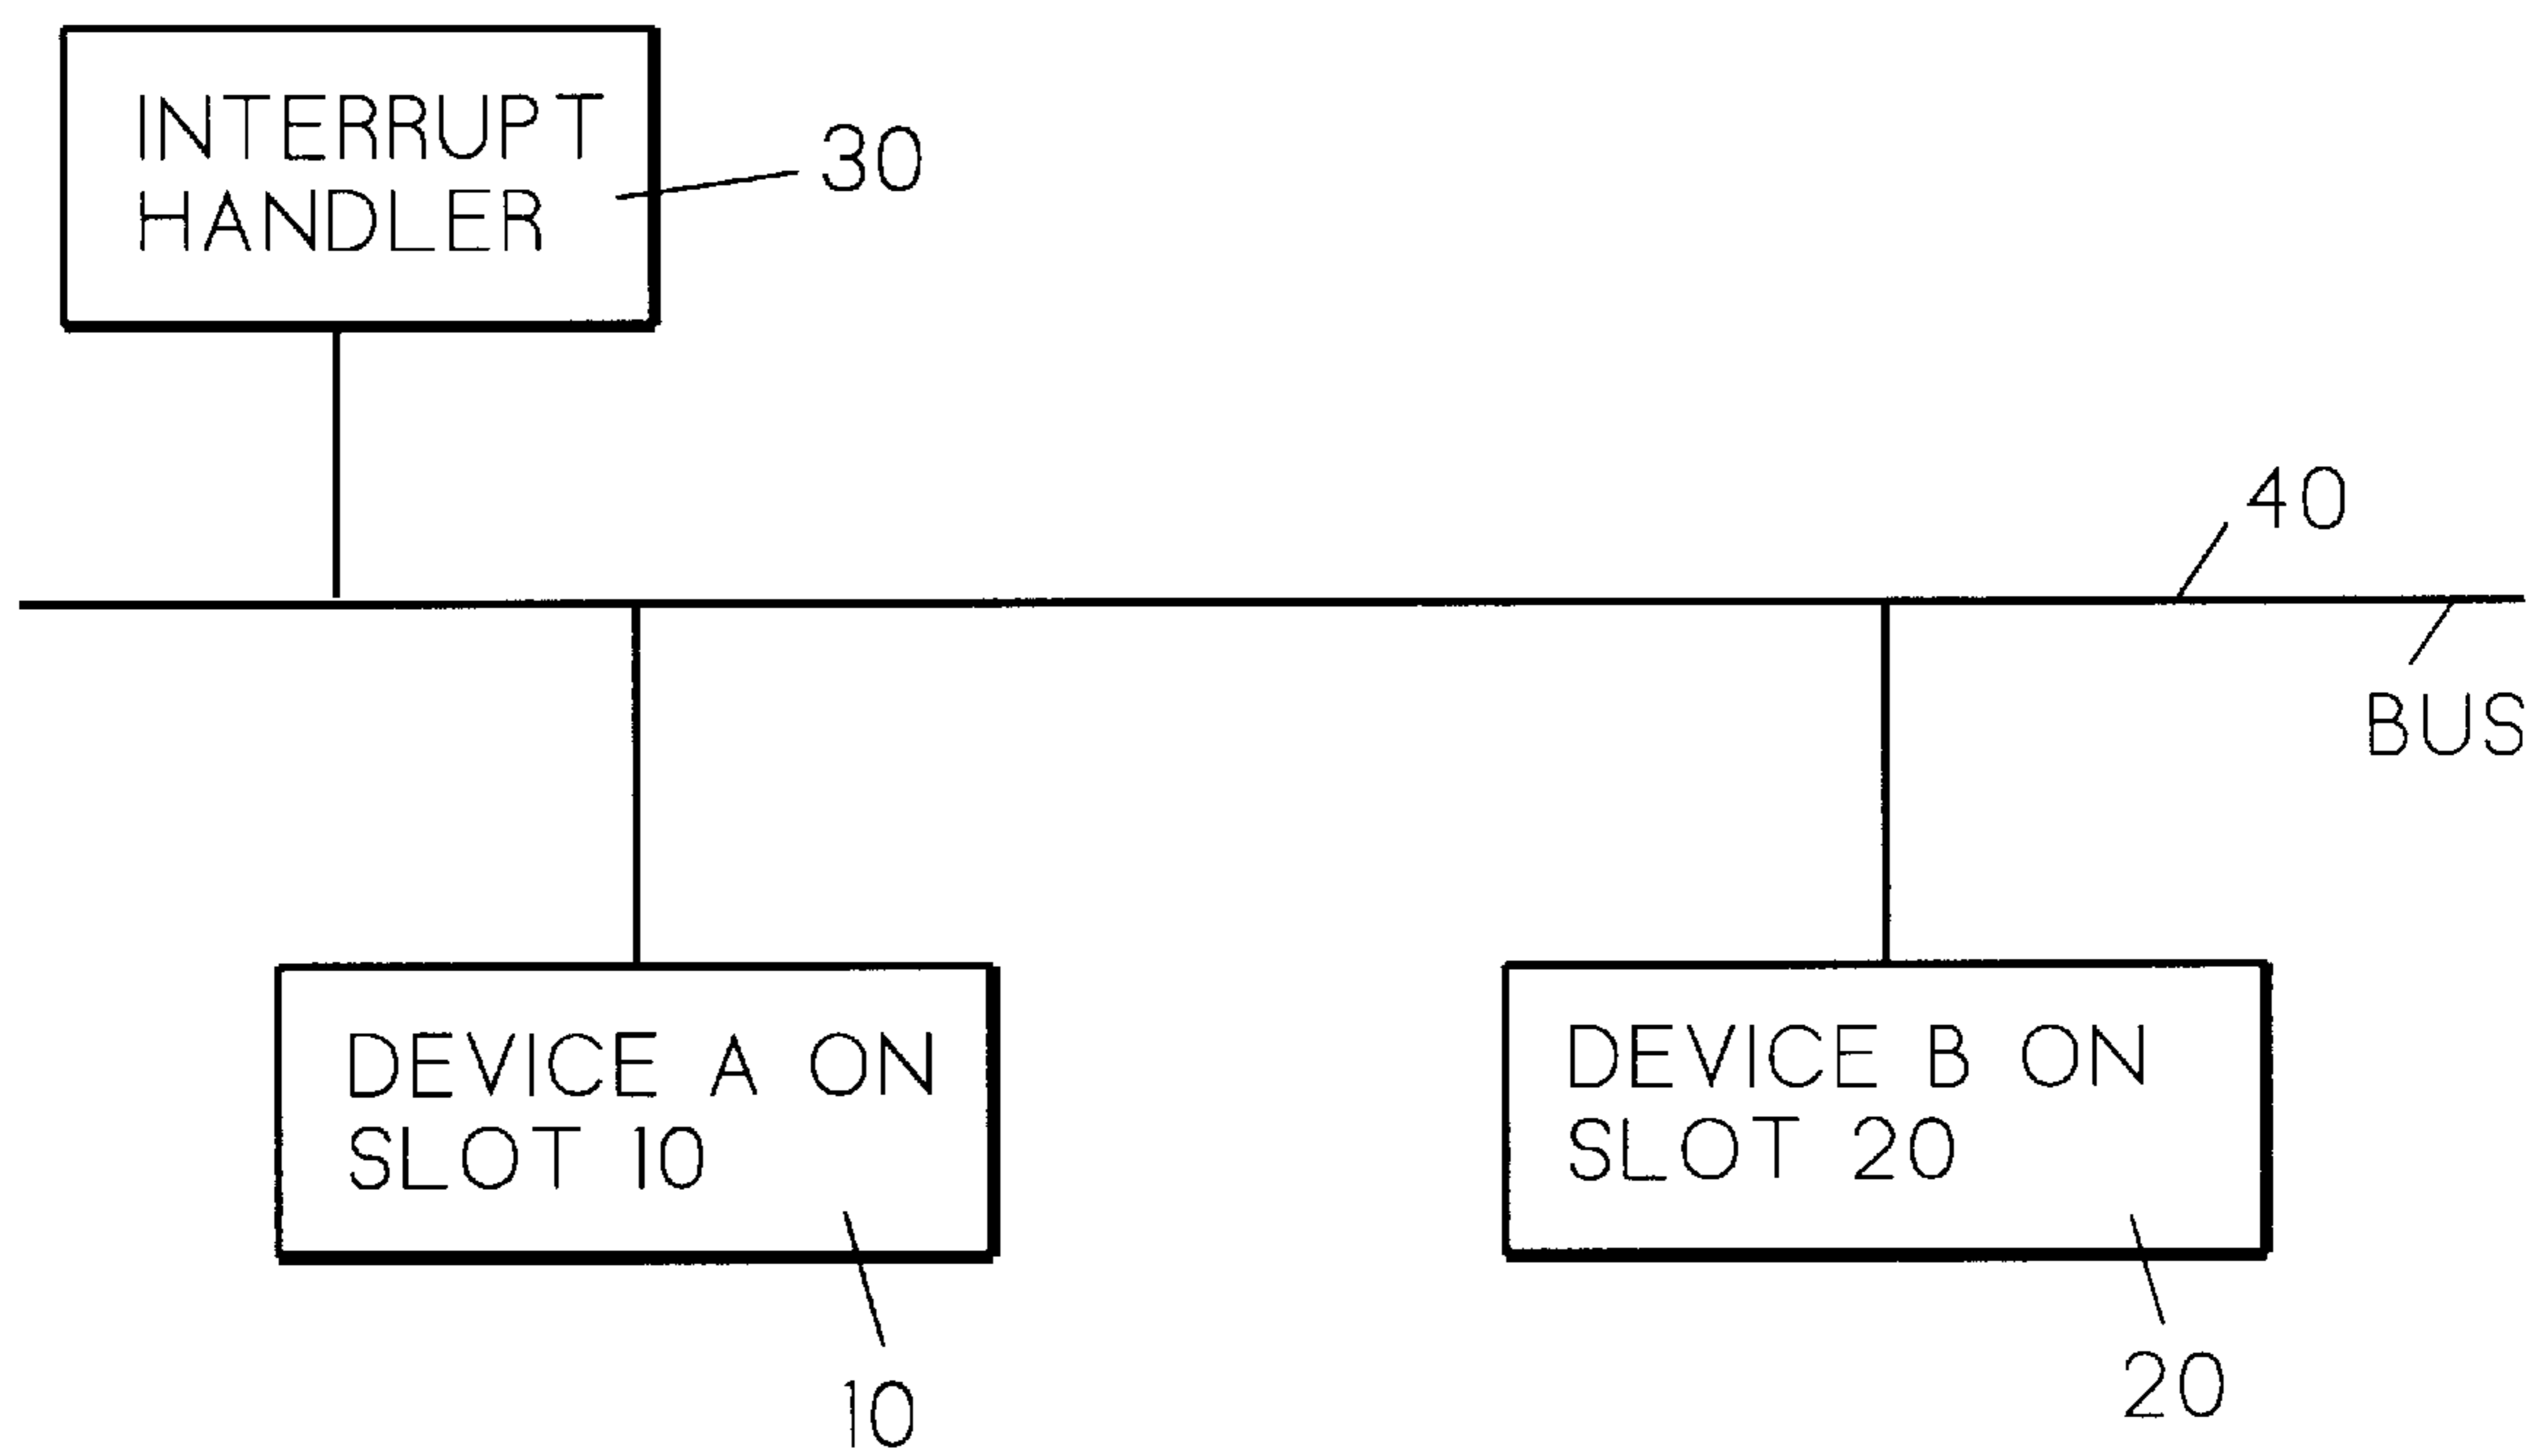 INTERRUPT
HANDLER
30
40
BUS
DEVICE A ON
SLOT 10
DEVICE B ON
SLOT 20
10
20